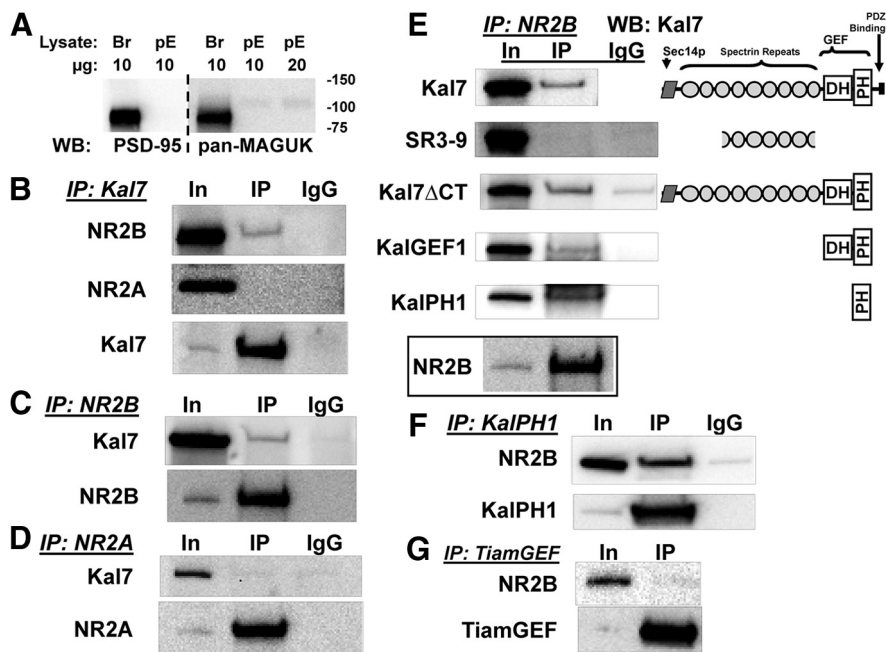 A
Lysate: Br pE Br pE pE
µg: 10 10 10 10 20
-150
-100
-75
WB: PSD-95 pan-MAGUK
B
IP: Kal7 In IP IgG
NR2B
NR2A
Kal7
C
IP: NR2B In IP IgG
Kal7
NR2B
D
IP: NR2A In IP IgG
Kal7
NR2A
E
IP: NR2B WB: Kal7
In IP IgG
Sec14p Spectrin Repeats GEF PDZ Binding
Kal7 DH PH
SR3-9
Kal7ΔCT DH PH
KalGEF1 DH PH
KalPH1 PH
NR2B
F
IP: KalPH1 In IP IgG
NR2B
KalPH1
G
IP: TiamGEF In IP
NR2B
TiamGEF